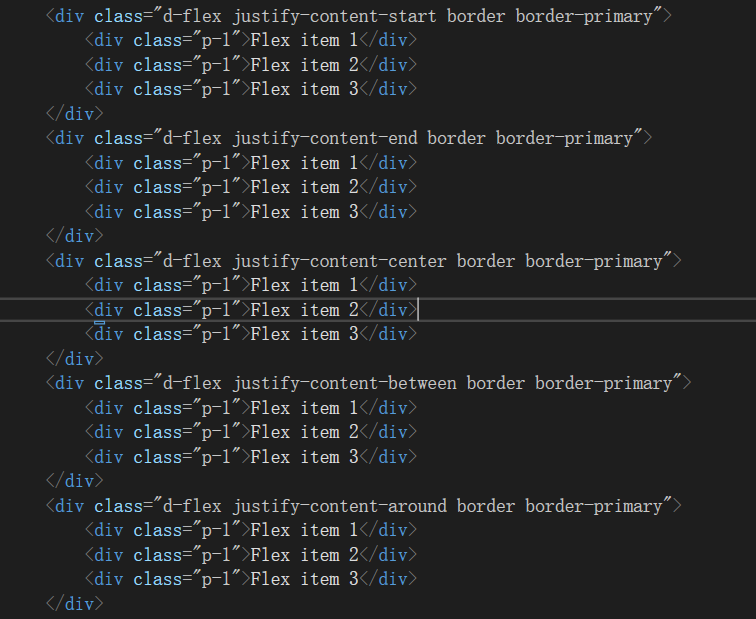 <div class="d-flex justify-content-start border border-primary">
    <div class="p-1">Flex item 1</div>
    <div class="p-1">Flex item 2</div>
    <div class="p-1">Flex item 3</div>
</div>
<div class="d-flex justify-content-end border border-primary">
    <div class="p-1">Flex item 1</div>
    <div class="p-1">Flex item 2</div>
    <div class="p-1">Flex item 3</div>
</div>
<div class="d-flex justify-content-center border border-primary">
    <div class="p-1">Flex item 1</div>
    <div class="p-1">Flex item 2</div>
    <div class="p-1">Flex item 3</div>
</div>
<div class="d-flex justify-content-between border border-primary">
    <div class="p-1">Flex item 1</div>
    <div class="p-1">Flex item 2</div>
    <div class="p-1">Flex item 3</div>
</div>
<div class="d-flex justify-content-around border border-primary">
    <div class="p-1">Flex item 1</div>
    <div class="p-1">Flex item 2</div>
    <div class="p-1">Flex item 3</div>
</div>